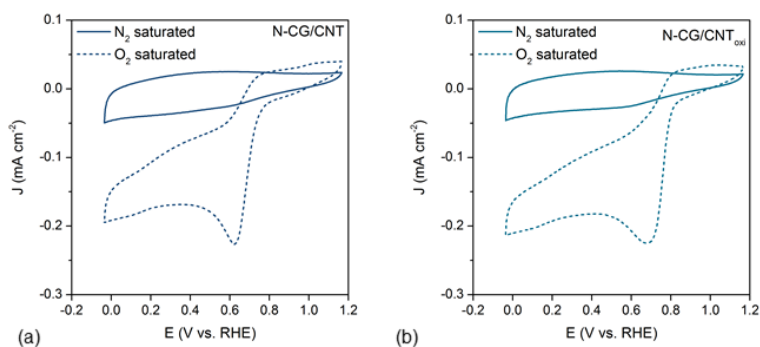 N₂ saturated
O₂ saturated
N-CG/CNT
0.1
0.0
-0.1
-0.2
-0.3
J (mA cm⁻²)
-0.2 0.0 0.2 0.4 0.6 0.8 1.0 1.2
E (V vs. RHE)
(a)
N₂ saturated
O₂ saturated
N-CG/CNTₒₓᵢ
0.1
0.0
-0.1
-0.2
-0.3
J (mA cm⁻²)
-0.2 0.0 0.2 0.4 0.6 0.8 1.0 1.2
E (V vs. RHE)
(b)